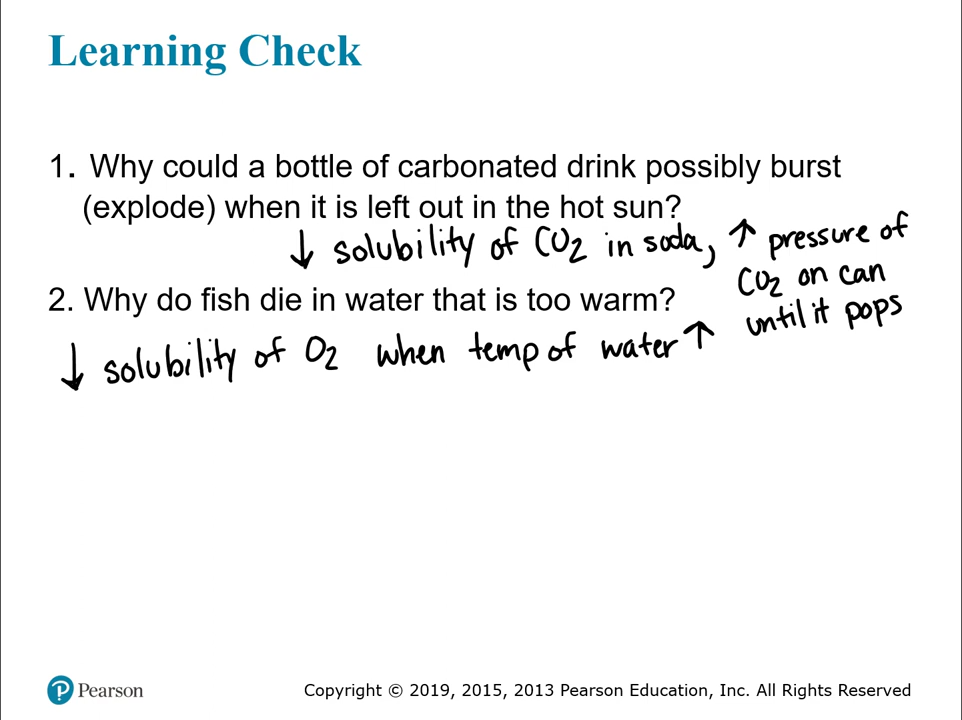 Learning Check
1. Why could a bottle of carbonated drink possibly burst
(explode) when it is left out in the hot sun?
↓ solubility of CO2 in soda, ↑ pressure of
CO2 on can
until it pops
2. Why do fish die in water that is too warm?
↓ solubility of O2 when temp of water ↑
Pearson
Copyright © 2019, 2015, 2013 Pearson Education, Inc. All Rights Reserved